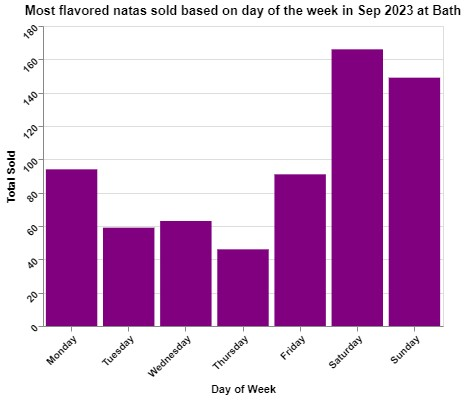 Most flavored natas sold based on day of the week in Sep 2023 at Bath
180
160
140
120
100
80
60
40
20
0
Total Sold
Monday
Tuesday
Wednesday
Thursday
Friday
Saturday
Sunday
Day of Week